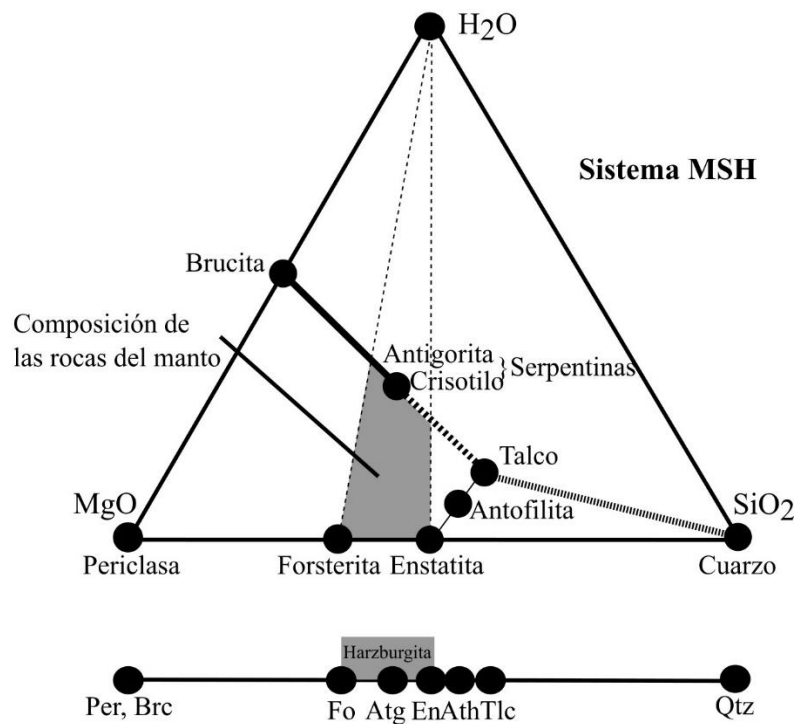 H2O
Sistema MSH
Brucita
Composición de
las rocas del manto
Antigorita
Crisotilo
}Serpentinas
Talco
Antofilita
MgO
SiO2
Periclasa
Forsterita
Enstatita
Cuarzo
Harzburgita
Per, Brc
Fo
Atg
En
Ath
Tlc
Qtz